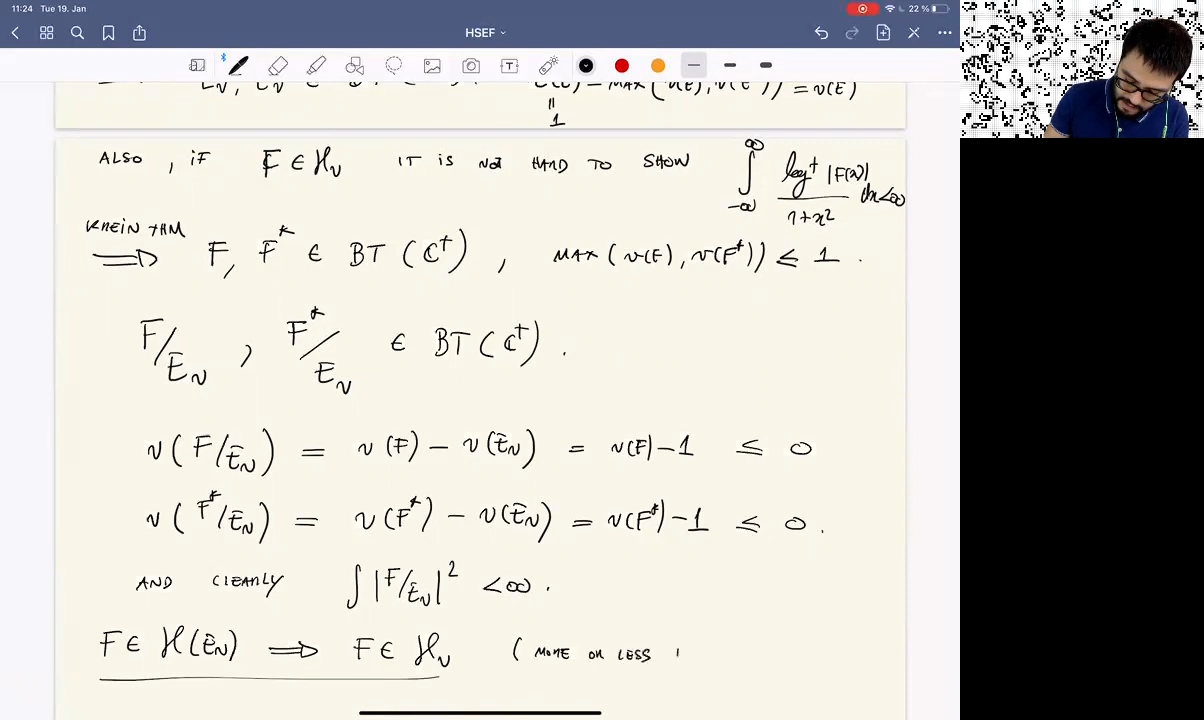 11:24 Tue 19. Jan
22 %
HSEF
= MAX ( v(E), v(E*)) = v(E)
1
ALSO, IF F ∈ H_ν IT IS NOT HARD TO SHOW ∫_{-∞}^{∞} log⁺|F(x)| / 1+x² dx < ∞
KREIN THM ⟹ F, F* ∈ BT (ℂ⁺), MAX ( v(F), v(F*)) ≤ 1.
F/E_ν, F*/E_ν ∈ BT (ℂ⁺).
v( F/E_ν ) = v(F) − v(E_ν) = v(F) − 1 ≤ 0
v( F*/E_ν ) = v(F*) − v(E_ν) = v(F*) − 1 ≤ 0.
AND CLEARLY ∫ |F/E_ν|² < ∞.
F ∈ H(E_ν) ⟹ F ∈ H_ν ( MORE OR LESS